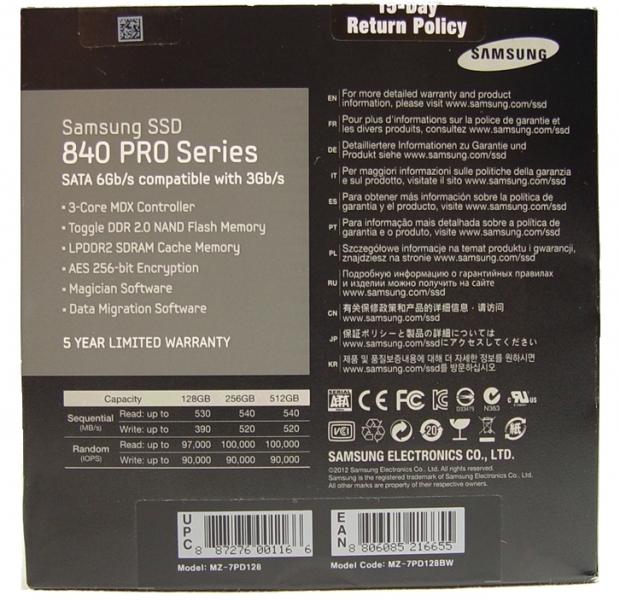 15-Day
Return Policy
SAMSUNG
Samsung SSD
840 PRO Series
SATA 6Gb/s compatible with 3Gb/s
• 3-Core MDX Controller
• Toggle DDR 2.0 NAND Flash Memory
• LPDDR2 SDRAM Cache Memory
• AES 256-bit Encryption
• Magician Software
• Data Migration Software
5 YEAR LIMITED WARRANTY
Capacity 128GB 256GB 512GB
Sequential (MB/s) Read: up to 530 540 540
Write: up to 390 520 520
Random (IOPS) Read: up to 97,000 100,000 100,000
Write: up to 90,000 90,000 90,000
EN For more detailed warranty and product
information, please visit www.samsung.com/ssd
FR Pour plus d'informations sur la police de garantie et
les divers produits, consultez www.samsung.com/ssd
DE Detailliertere Informationen zu Garantie und
Produkt siehe www.samsung.com/ssd
IT Per maggiori informazioni sulle politiche della garanzia
e sul prodotto, visitate il sito www.samsung.com/ssd
ES Para obtener más información sobre la política de
garantía y el producto, visite www.samsung.com/ssd
PT Para informação mais detalhada sobre a política de
garantia e o produto, www.samsung.com/ssd
PL Szczegółowe informacje na temat produktu i gwarancji,
znajdziesz na stronie www.samsung.com/ssd
RU Подробную информацию о гарантийных правилах
и изделии можно получить на сайте
www.samsung.com/ssd
CN 有关保修政策和产品的详细信息，请访问
www.samsung.com/ssd
JP 保証ポリシーと製品の詳細については
www.samsung.com/ssdにアクセスしてください
KR 제품 및 품질보증내용에 대해 더 자세한 정보를 원하시면
www.samsung.com/ssd를 방문하십시오
SERIAL ATA CE FC D33475 N363 US
VCI 20
SAMSUNG ELECTRONICS CO., LTD.
©2012 Samsung Electronics Co., Ltd. All rights reserved.
Samsung is the registered trademark of Samsung Electronics Co., Ltd.
All other marks are property of their respective owners.
UPC
8 87276 00116 6
Model: MZ-7PD128
EAN
8 806085 216655
Model Code: MZ-7PD128BW